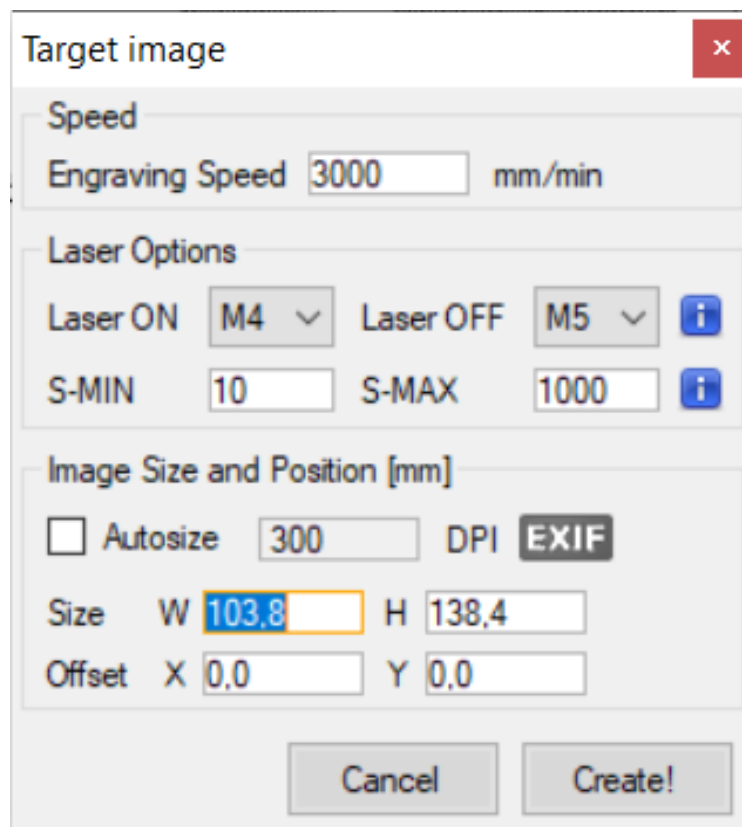 Target image
Speed
Engraving Speed 3000 mm/min
Laser Options
Laser ON M4 Laser OFF M5
S-MIN 10 S-MAX 1000
Image Size and Position [mm]
Autosize 300 DPI EXIF
Size W 103,8 H 138,4
Offset X 0,0 Y 0,0
Cancel Create!